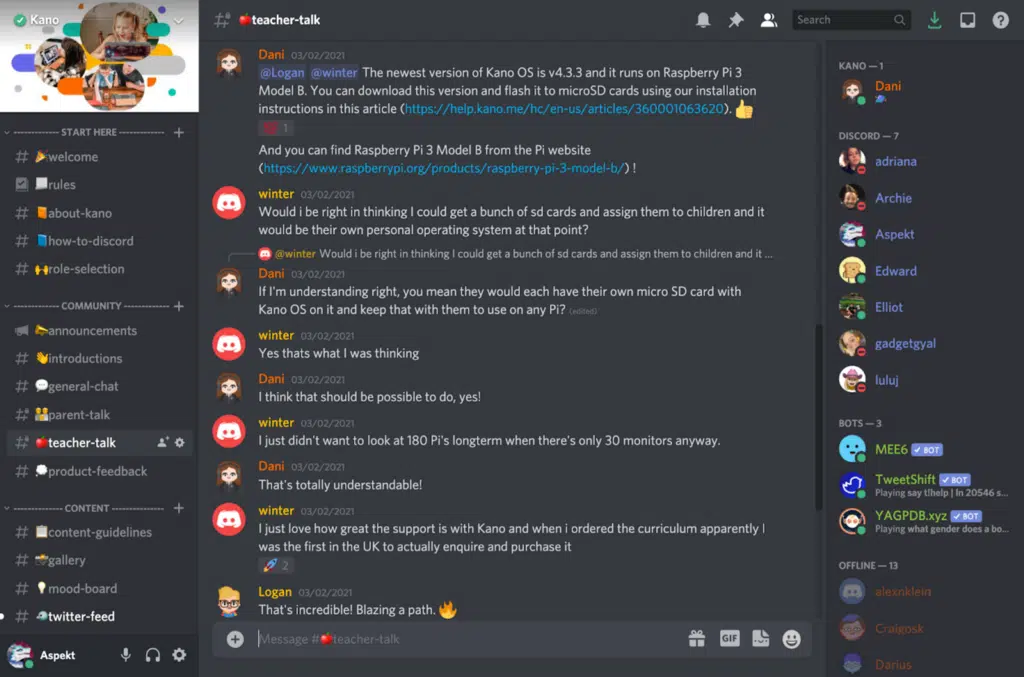 Kano
---------- START HERE ----------
welcome
rules
about-kano
how-to-discord
role-selection
---------- COMMUNITY ----------
announcements
introductions
general-chat
parent-talk
teacher-talk
product-feedback
---------- CONTENT ----------
content-guidelines
gallery
mood-board
twitter-feed
Aspekt
teacher-talk
Search
Dani 03/02/2021
@Logan @winter The newest version of Kano OS is v4.3.3 and it runs on Raspberry Pi 3
Model B. You can download this version and flash it to microSD cards using our installation
instructions in this article (https://help.kano.me/hc/en-us/articles/360001063620).
1
And you can find Raspberry Pi 3 Model B from the Pi website
(https://www.raspberrypi.org/products/raspberry-pi-3-model-b/) !
winter 03/02/2021
Would i be right in thinking I could get a bunch of sd cards and assign them to children and it
would be their own personal operating system at that point?
@winter Would i be right in thinking I could get a bunch of sd cards and assign them to children and it ...
Dani 03/02/2021
If I'm understanding right, you mean they would each have their own micro SD card with
Kano OS on it and keep that with them to use on any Pi? (edited)
winter 03/02/2021
Yes thats what I was thinking
Dani 03/02/2021
I think that should be possible to do, yes!
winter 03/02/2021
I just didn't want to look at 180 Pi's longterm when there's only 30 monitors anyway.
Dani 03/02/2021
That's totally understandable!
winter 03/02/2021
I just love how great the support is with Kano and when i ordered the curriculum apparently I
was the first in the UK to actually enquire and purchase it
2
Logan 03/02/2021
That's incredible! Blazing a path.
Message #teacher-talk
GIF
KANO — 1
Dani
DISCORD — 7
adriana
Archie
Aspekt
Edward
Elliot
gadgetgyal
luluj
BOTS — 3
MEE6 BOT
TweetShift BOT
Playing say t!help | In 20546 s...
YAGPDB.xyz BOT
Playing what gender does a bo...
OFFLINE — 13
alexnklein
Craigosk
Darius